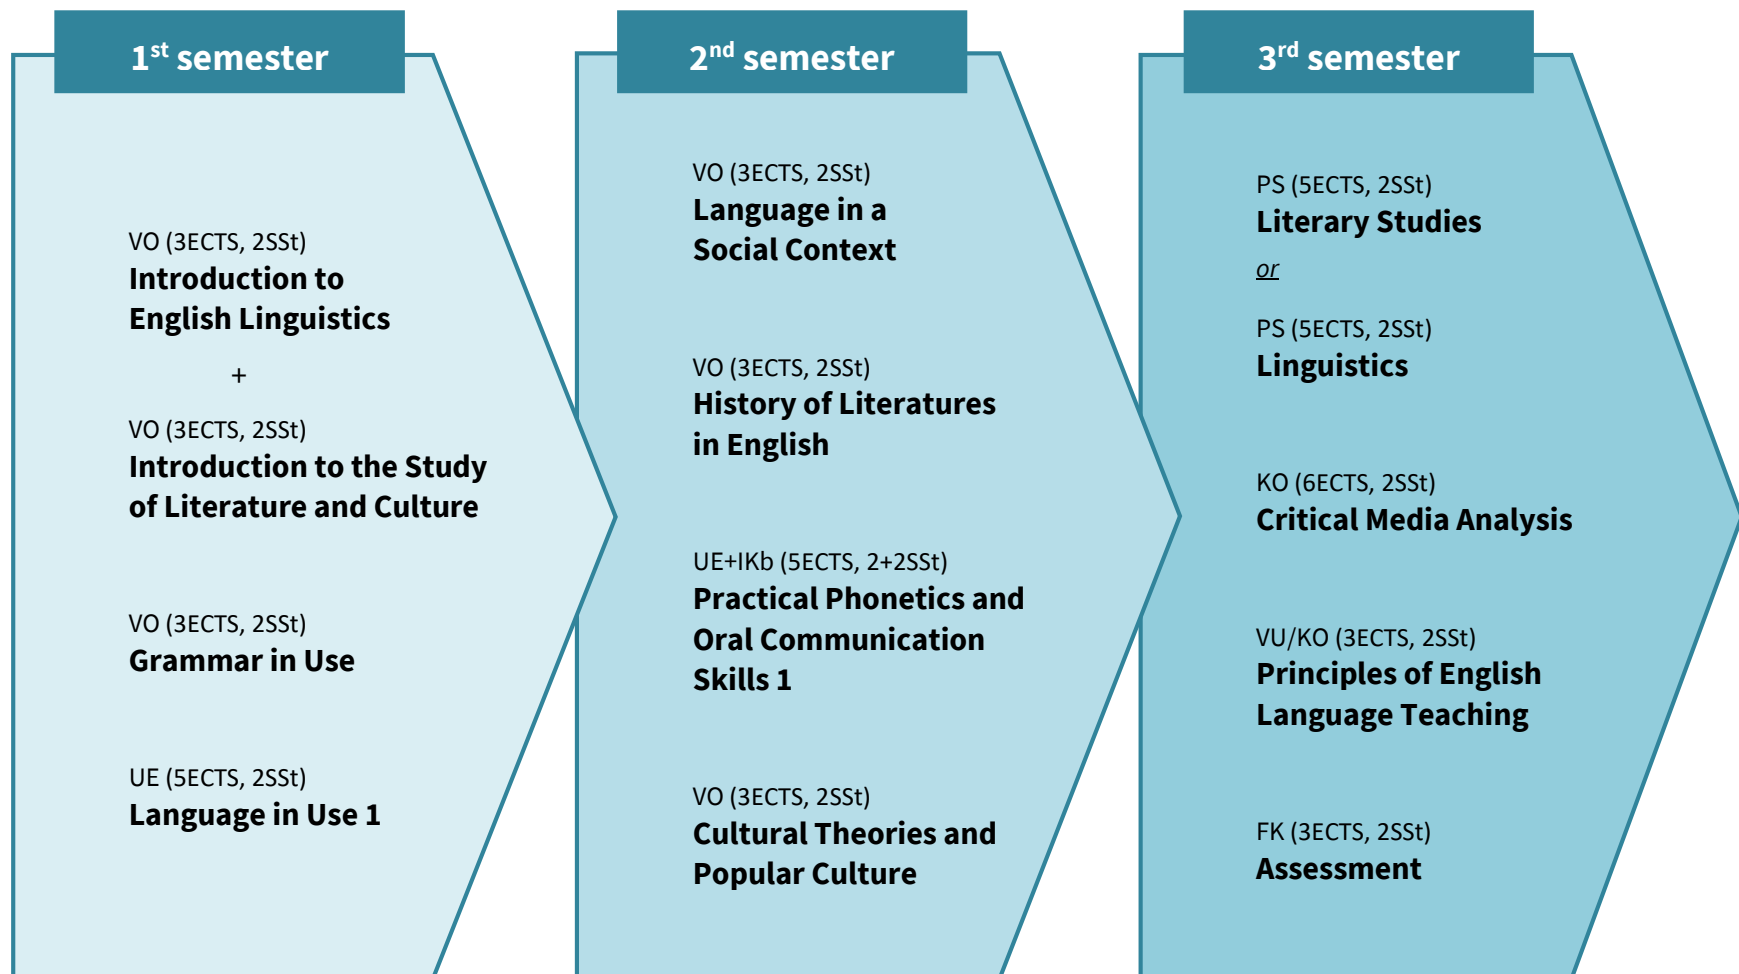 1st semester
VO (3ECTS, 2SSt)
Introduction to
English Linguistics
+
VO (3ECTS, 2SSt)
Introduction to the Study
of Literature and Culture
VO (3ECTS, 2SSt)
Grammar in Use
UE (5ECTS, 2SSt)
Language in Use 1
2nd semester
VO (3ECTS, 2SSt)
Language in a
Social Context
VO (3ECTS, 2SSt)
History of Literatures
in English
UE+IKb (5ECTS, 2+2SSt)
Practical Phonetics and
Oral Communication
Skills 1
VO (3ECTS, 2SSt)
Cultural Theories and
Popular Culture
3rd semester
PS (5ECTS, 2SSt)
Literary Studies
or
PS (5ECTS, 2SSt)
Linguistics
KO (6ECTS, 2SSt)
Critical Media Analysis
VU/KO (3ECTS, 2SSt)
Principles of English
Language Teaching
FK (3ECTS, 2SSt)
Assessment